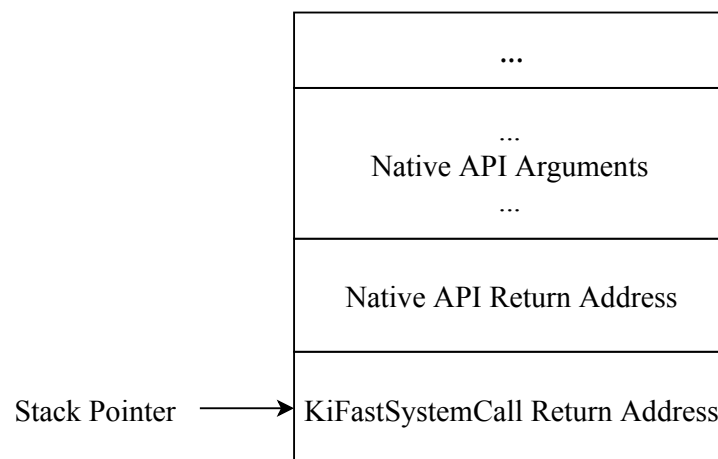 ...
...
Native API Arguments
...
Native API Return Address
Stack Pointer
KiFastSystemCall Return Address